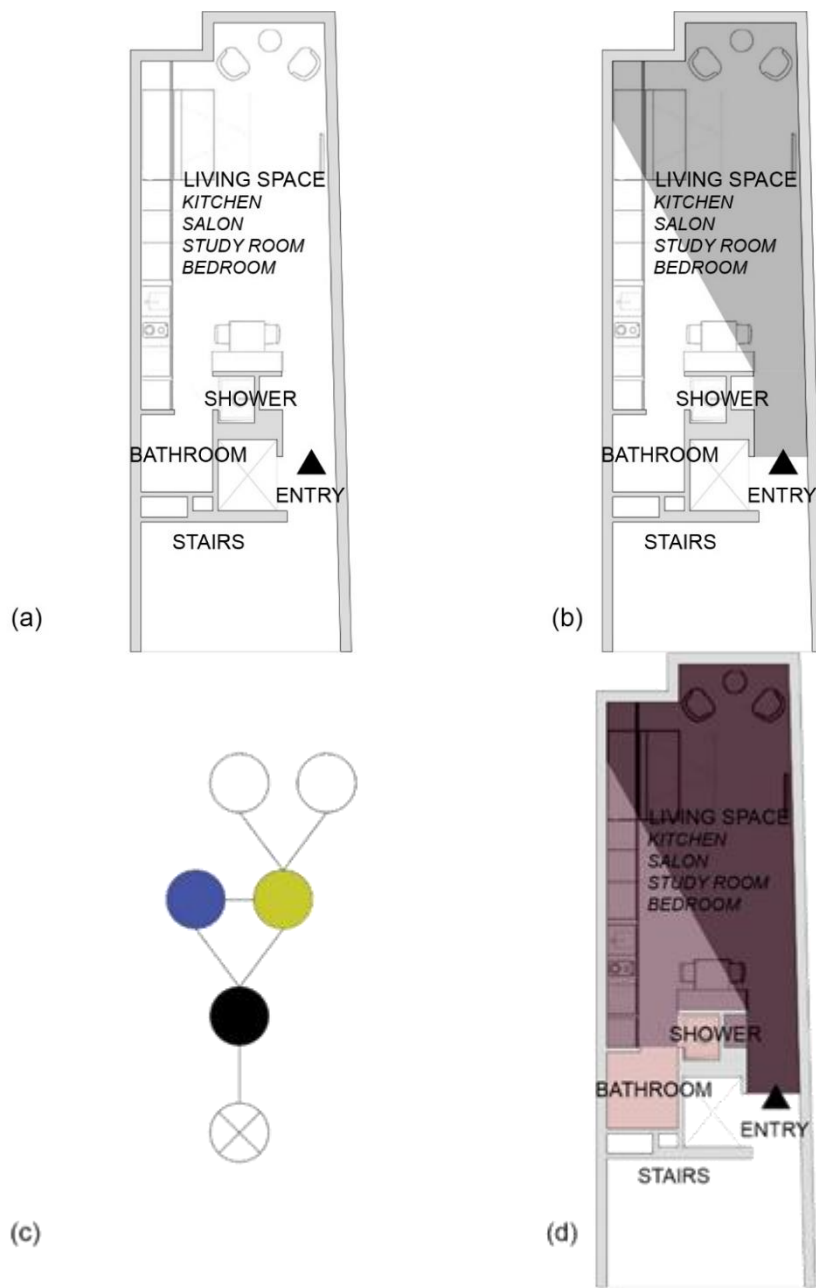 LIVING SPACE
KITCHEN
SALON
STUDY ROOM
BEDROOM
SHOWER
BATHROOM
ENTRY
STAIRS
(a)
LIVING SPACE
KITCHEN
SALON
STUDY ROOM
BEDROOM
SHOWER
BATHROOM
ENTRY
STAIRS
(b)
(c)
LIVING SPACE
KITCHEN
SALON
STUDY ROOM
BEDROOM
SHOWER
BATHROOM
ENTRY
STAIRS
(d)